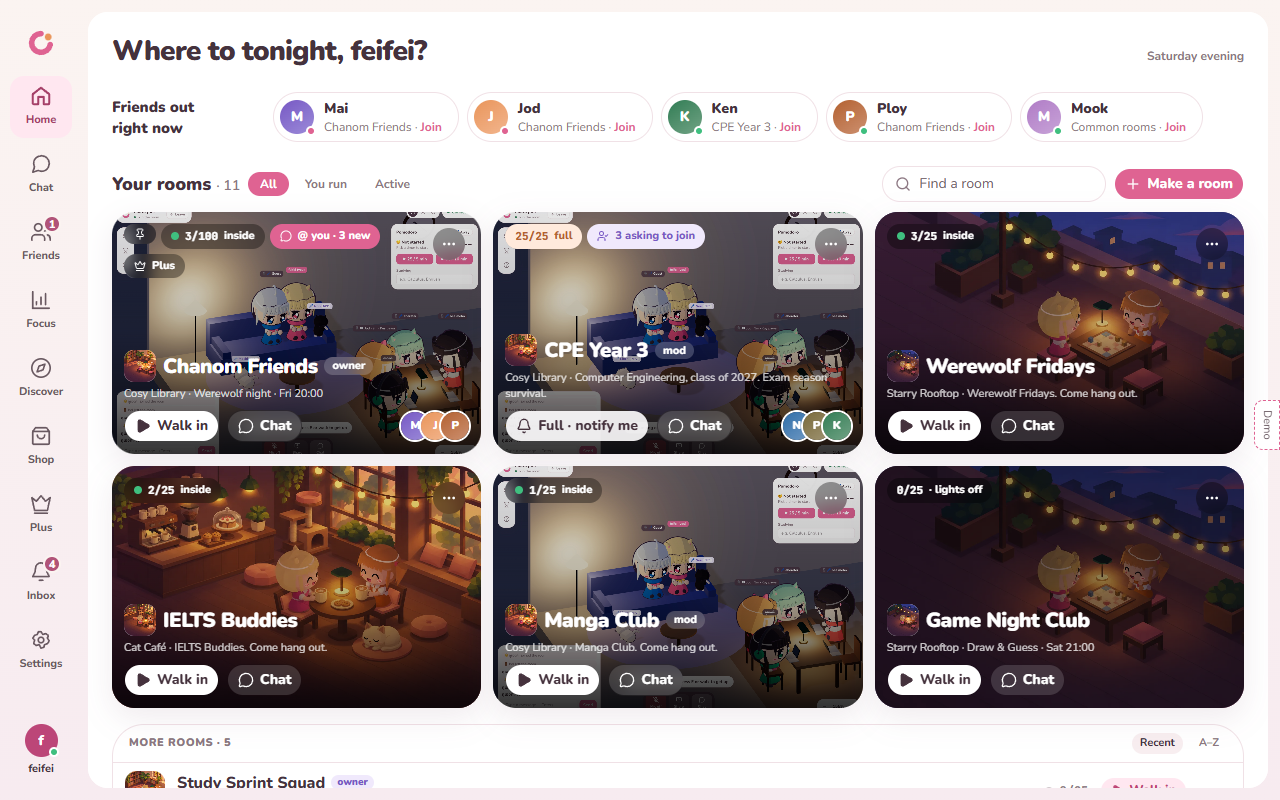 Where to tonight, feifei?
Saturday evening
Home
Chat
1
Friends
Focus
Discover
Shop
Plus
4
Inbox
Settings
f
feifei
Friends out
right now
M
Mai
Chanom Friends · Join
J
Jod
Chanom Friends · Join
K
Ken
CPE Year 3 · Join
P
Ploy
Chanom Friends · Join
M
Mook
Common rooms · Join
Your rooms · 11
All
You run
Active
Find a room
Make a room
3/100 inside
@ you · 3 new
Plus
Chanom Friends
owner
Cosy Library · Werewolf night · Fri 20:00
Walk in
Chat
M
J
P
25/25 full
3 asking to join
Pomodoro
Not started
CPE Year 3
mod
Cosy Library · Computer Engineering, class of 2027. Exam season
survival.
Full · notify me
Chat
N
P
K
3/25 inside
Werewolf Fridays
Starry Rooftop · Werewolf Fridays. Come hang out.
Walk in
Chat
Demo
2/25 inside
IELTS Buddies
Cat Café · IELTS Buddies. Come hang out.
Walk in
Chat
1/25 inside
Pomodoro
Not started
Manga Club
mod
Cosy Library · Manga Club. Come hang out.
Walk in
Chat
0/25 · lights off
Game Night Club
Starry Rooftop · Draw & Guess · Sat 21:00
Walk in
Chat
MORE ROOMS · 5
Recent
A–Z
Study Sprint Squad
owner
Walk in